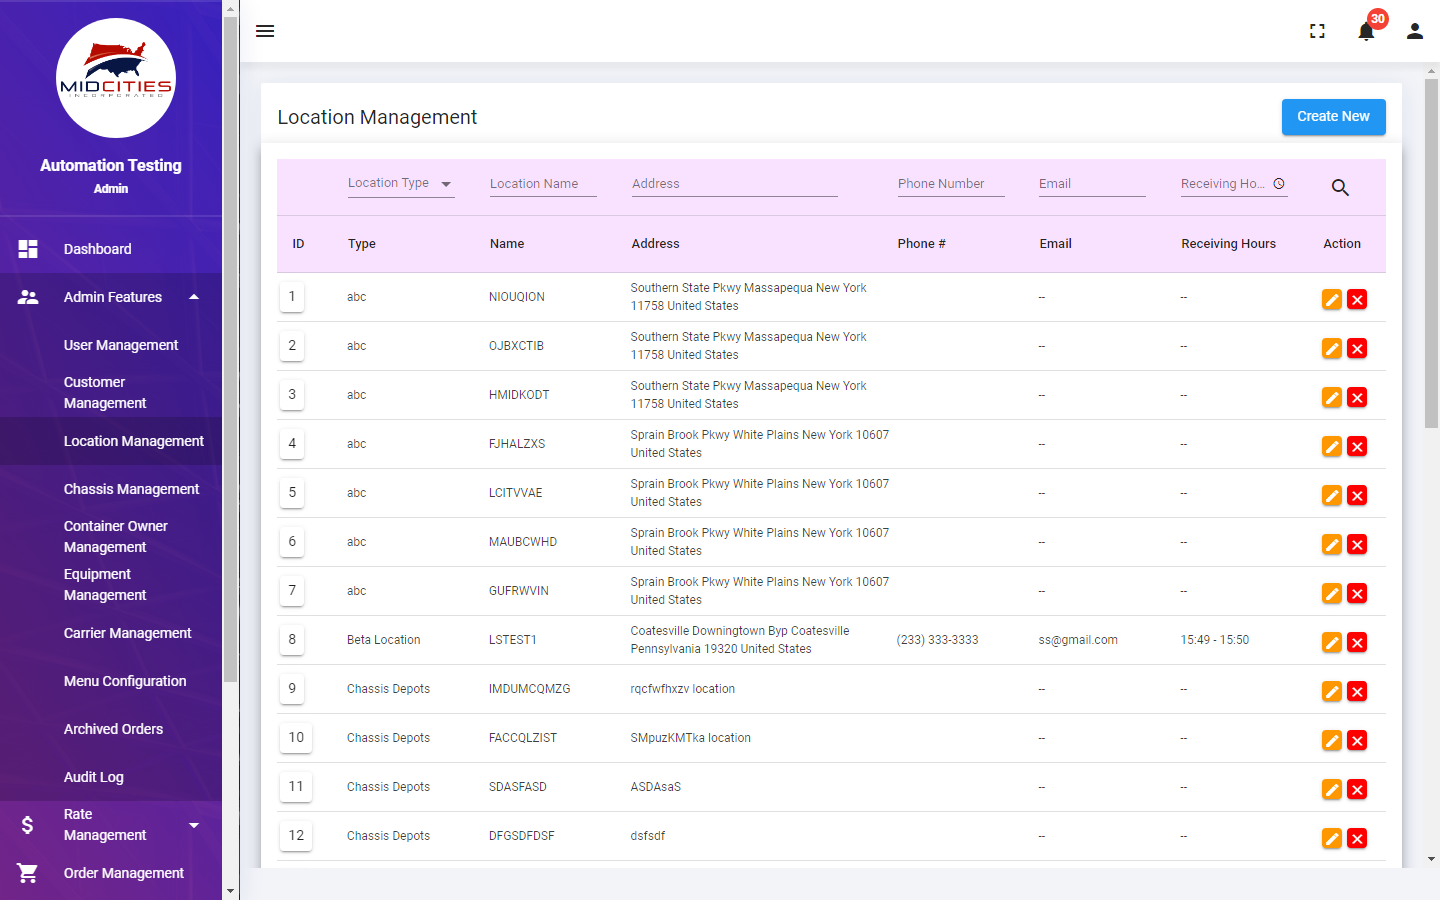 MIDCITIES
INCORPORATED
Automation Testing
Admin
Dashboard
Admin Features
User Management
Customer
Management
Location Management
Chassis Management
Container Owner
Management
Equipment
Management
Carrier Management
Menu Configuration
Archived Orders
Audit Log
Rate
Management
Order Management
30
Location Management
Create New
Location Type
Location Name
Address
Phone Number
Email
Receiving Ho...
ID Type Name Address Phone # Email Receiving Hours Action
1 abc NIOUQION Southern State Pkwy Massapequa New York -- --
11758 United States
2 abc OJBXCTIB Southern State Pkwy Massapequa New York -- --
11758 United States
3 abc HMIDKODT Southern State Pkwy Massapequa New York -- --
11758 United States
4 abc FJHALZXS Sprain Brook Pkwy White Plains New York 10607 -- --
United States
5 abc LCITVVAE Sprain Brook Pkwy White Plains New York 10607 -- --
United States
6 abc MAUBCWHD Sprain Brook Pkwy White Plains New York 10607 -- --
United States
7 abc GUFRWVIN Sprain Brook Pkwy White Plains New York 10607 -- --
United States
8 Beta Location LSTEST1 Coatesville Downingtown Byp Coatesville (233) 333-3333 ss@gmail.com 15:49 - 15:50
Pennsylvania 19320 United States
9 Chassis Depots IMDUMCQMZG rqcfwfhxzv location -- --
10 Chassis Depots FACCQLZIST SMpuzKMTka location -- --
11 Chassis Depots SDASFASD ASDAsaS -- --
12 Chassis Depots DFGSDFDSF dsfsdf -- --